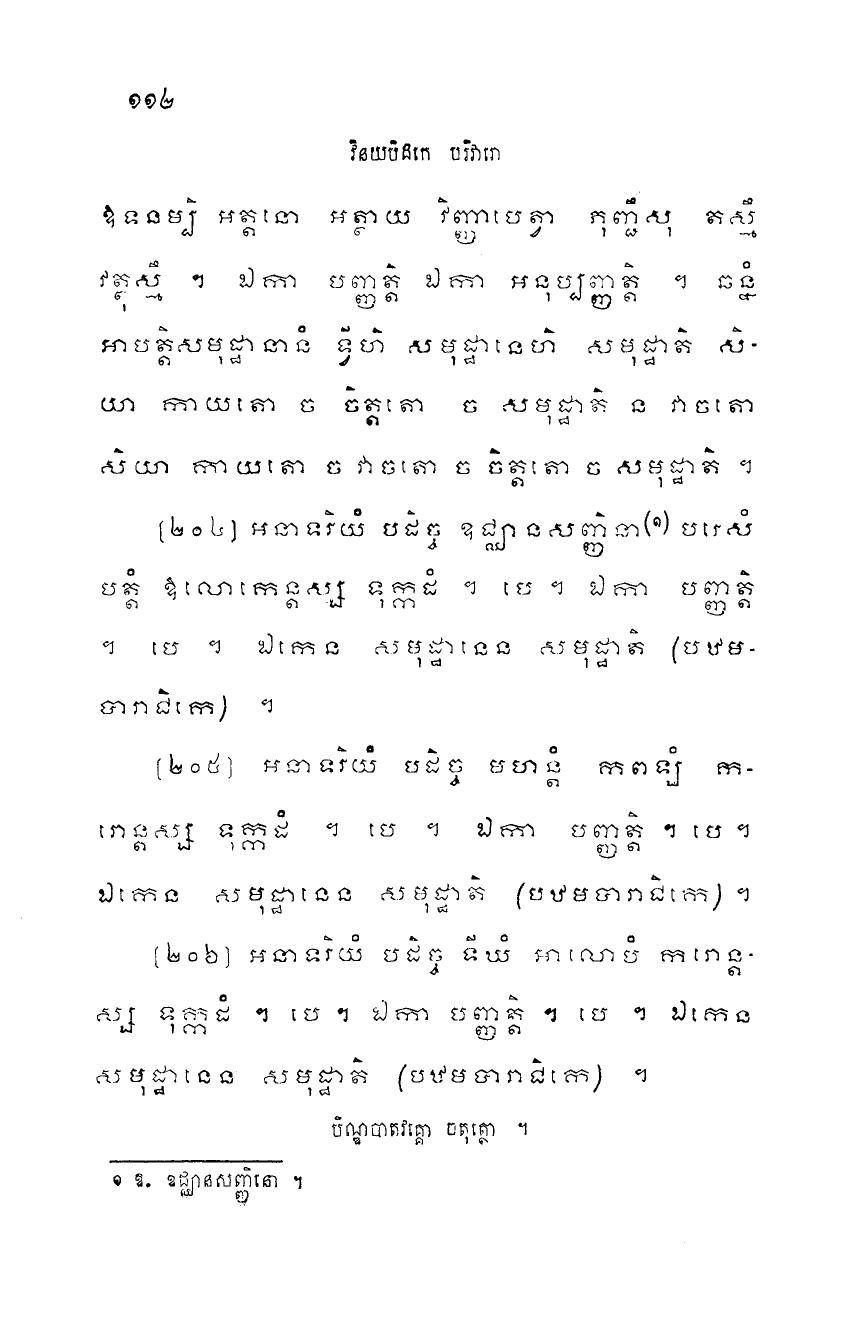 ១១២
វិនយបិដកេ បរិវារោ
ឱទនម្បិ អត្តនោ អត្ថាយ វិញ្ញាបេត្វា ភុញ្ជឹសុ តស្មឹ
វត្ថុស្មឹ ។ ឯកា បញ្ញត្តិ ឯកា អនុប្បញ្ញត្តិ ។ ឆន្នំ
អាបត្តិសមុដ្ឋានានំ ទ្វីហិ សមុដ្ឋានេហិ សមុដ្ឋាតិ សិ-
យា កាយតោ ច ចិត្តតោ ច សមុដ្ឋាតិ ន វាចតោ
សិយា កាយតោ ច វាចតោ ច ចិត្តតោ ច សមុដ្ឋាតិ ។
[២០៤] អនាទរិយំ បដិច្ច ឧជ្ឈានសញ្ញិនា(១) បរេសំ
បត្តំ ឱលោកេន្តស្ស ទុក្កដំ ។ បេ ។ ឯកា បញ្ញត្តិ
។ បេ ។ ឯកេន សមុដ្ឋានេន សមុដ្ឋាតិ (បឋម-
បារាជិកេ) ។
[២០៥] អនាទរិយំ បដិច្ច មហន្តំ កពឡំ ក-
រោន្តស្ស ទុក្កដំ ។ បេ ។ ឯកា បញ្ញត្តិ ។ បេ ។
ឯកេន សមុដ្ឋានេន សមុដ្ឋាតិ (បឋមបារាជិកេ) ។
[២០៦] អនាទរិយំ បដិច្ច ទីឃំ អាលោបំ ករោន្ត-
ស្ស ទុក្កដំ ។ បេ ។ ឯកា បញ្ញត្តិ ។ បេ ។ ឯកេន
សមុដ្ឋានេន សមុដ្ឋាតិ (បឋមបារាជិកេ) ។
បិណ្ឌបាតវគ្គោ ចតុត្ថោ ។
១ ឱ. ឧដ្ឈានសញ្ញិនោ ។